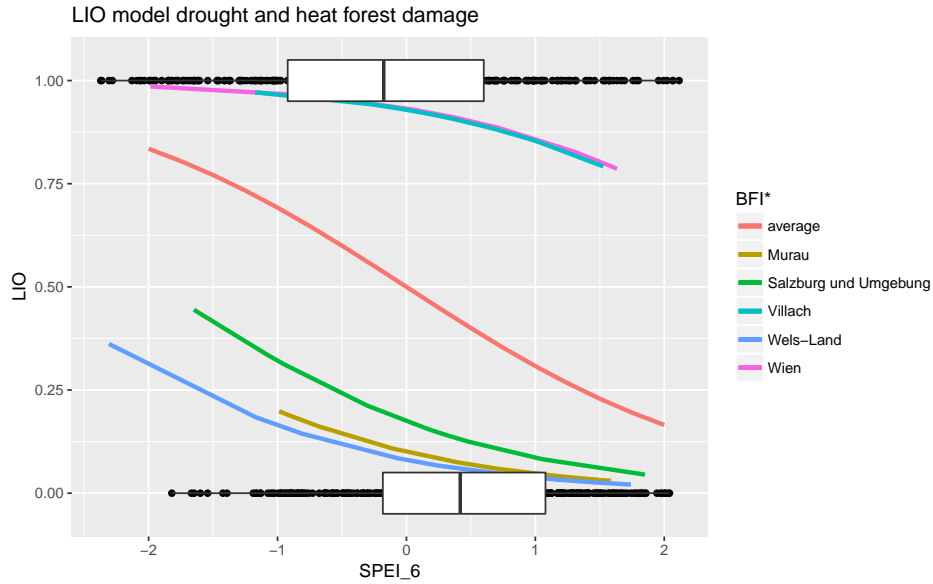 LIO model drought and heat forest damage
1.00
0.75
0.50
0.25
0.00
LIO
−2
−1
0
1
2
SPEI_6
BFI*
average
Murau
Salzburg und Umgebung
Villach
Wels−Land
Wien